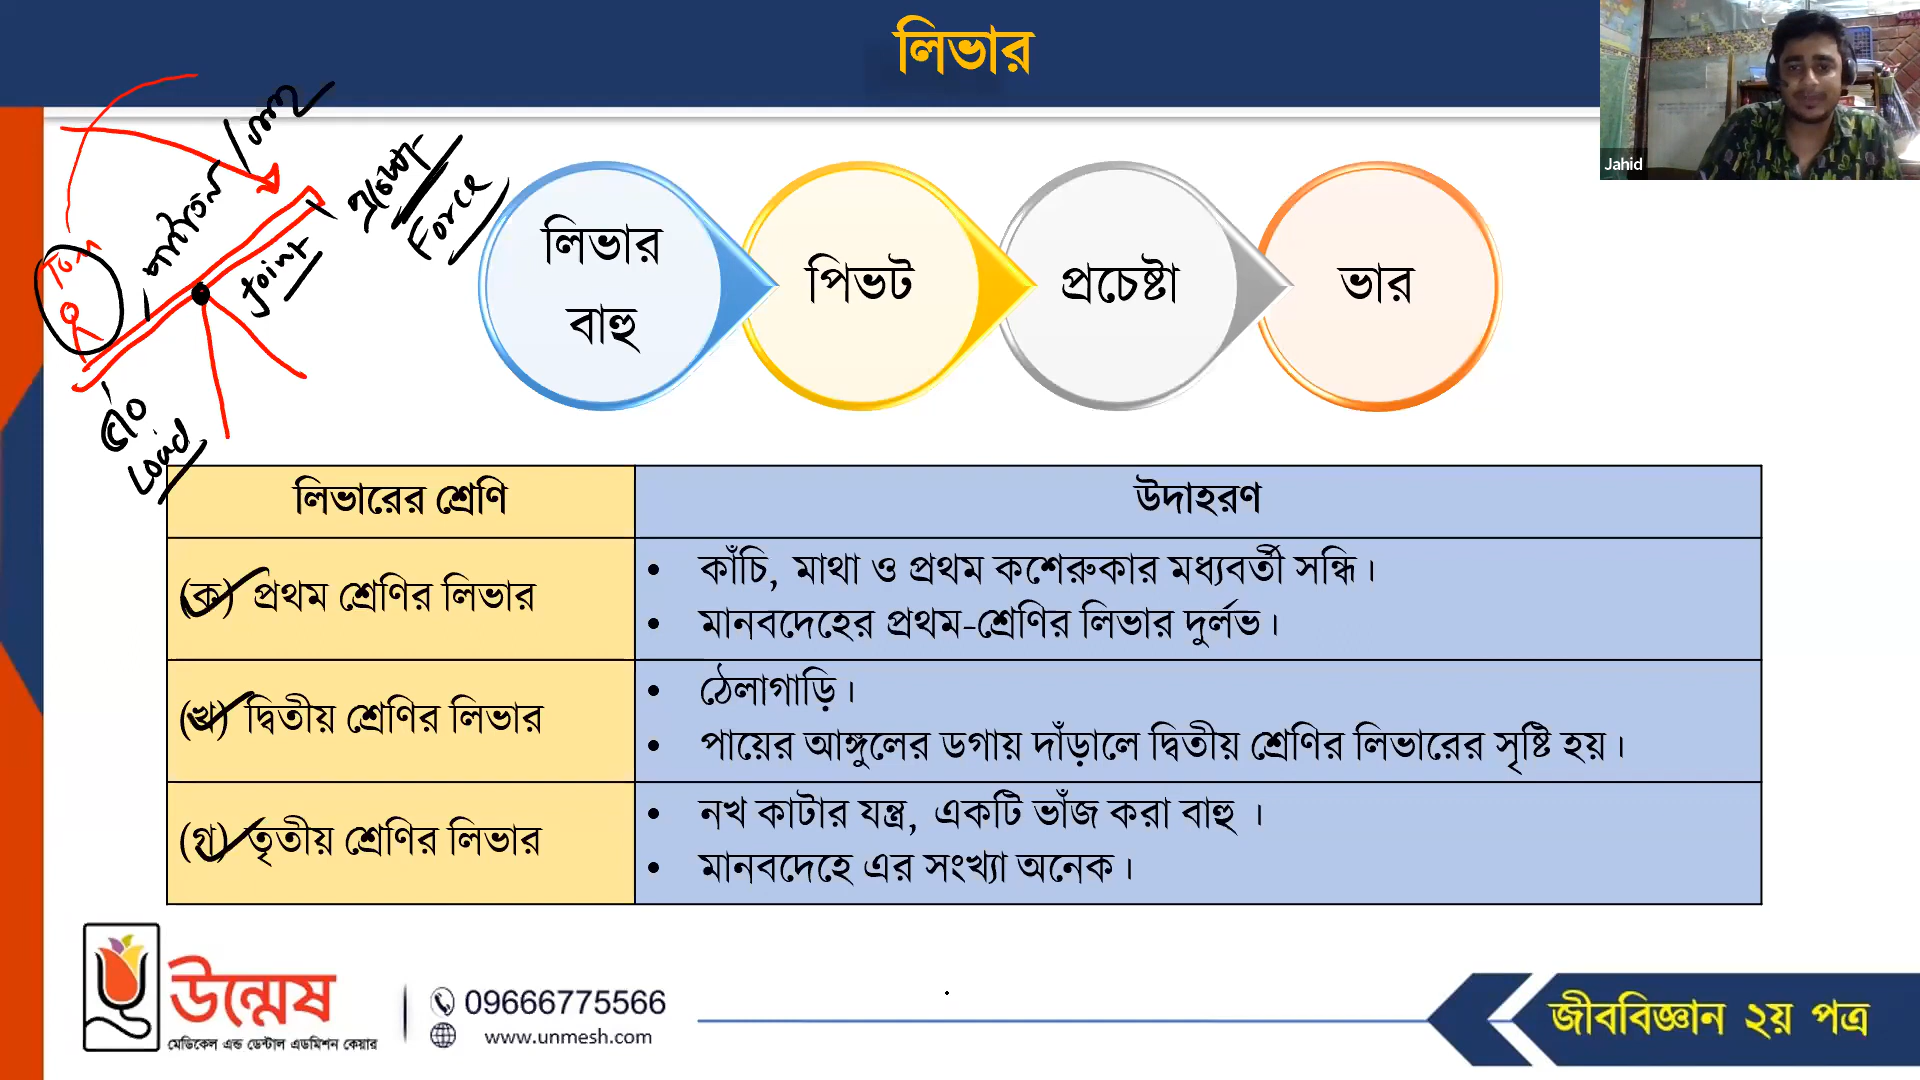 লিভার
Jahid
প্রচেষ্টা
Force
Joint
ভার
Load
লিভার
বাহু
পিভট
প্রচেষ্টা
ভার
লিভারের শ্রেণি
উদাহরণ
(ক) প্রথম শ্রেণির লিভার
• কাঁচি, মাথা ও প্রথম কশেরুকার মধ্যবর্তী সন্ধি।
• মানবদেহের প্রথম-শ্রেণির লিভার দুর্লভ।
(খ) দ্বিতীয় শ্রেণির লিভার
• ঠেলাগাড়ি।
• পায়ের আঙ্গুলের ডগায় দাঁড়ালে দ্বিতীয় শ্রেণির লিভারের সৃষ্টি হয়।
(গ) তৃতীয় শ্রেণির লিভার
• নখ কাটার যন্ত্র, একটি ভাঁজ করা বাহু ।
• মানবদেহে এর সংখ্যা অনেক।
উন্মেষ
মেডিকেল এন্ড ডেন্টাল এডমিশন কেয়ার
09666775566
www.unmesh.com
জীববিজ্ঞান ২য় পত্র